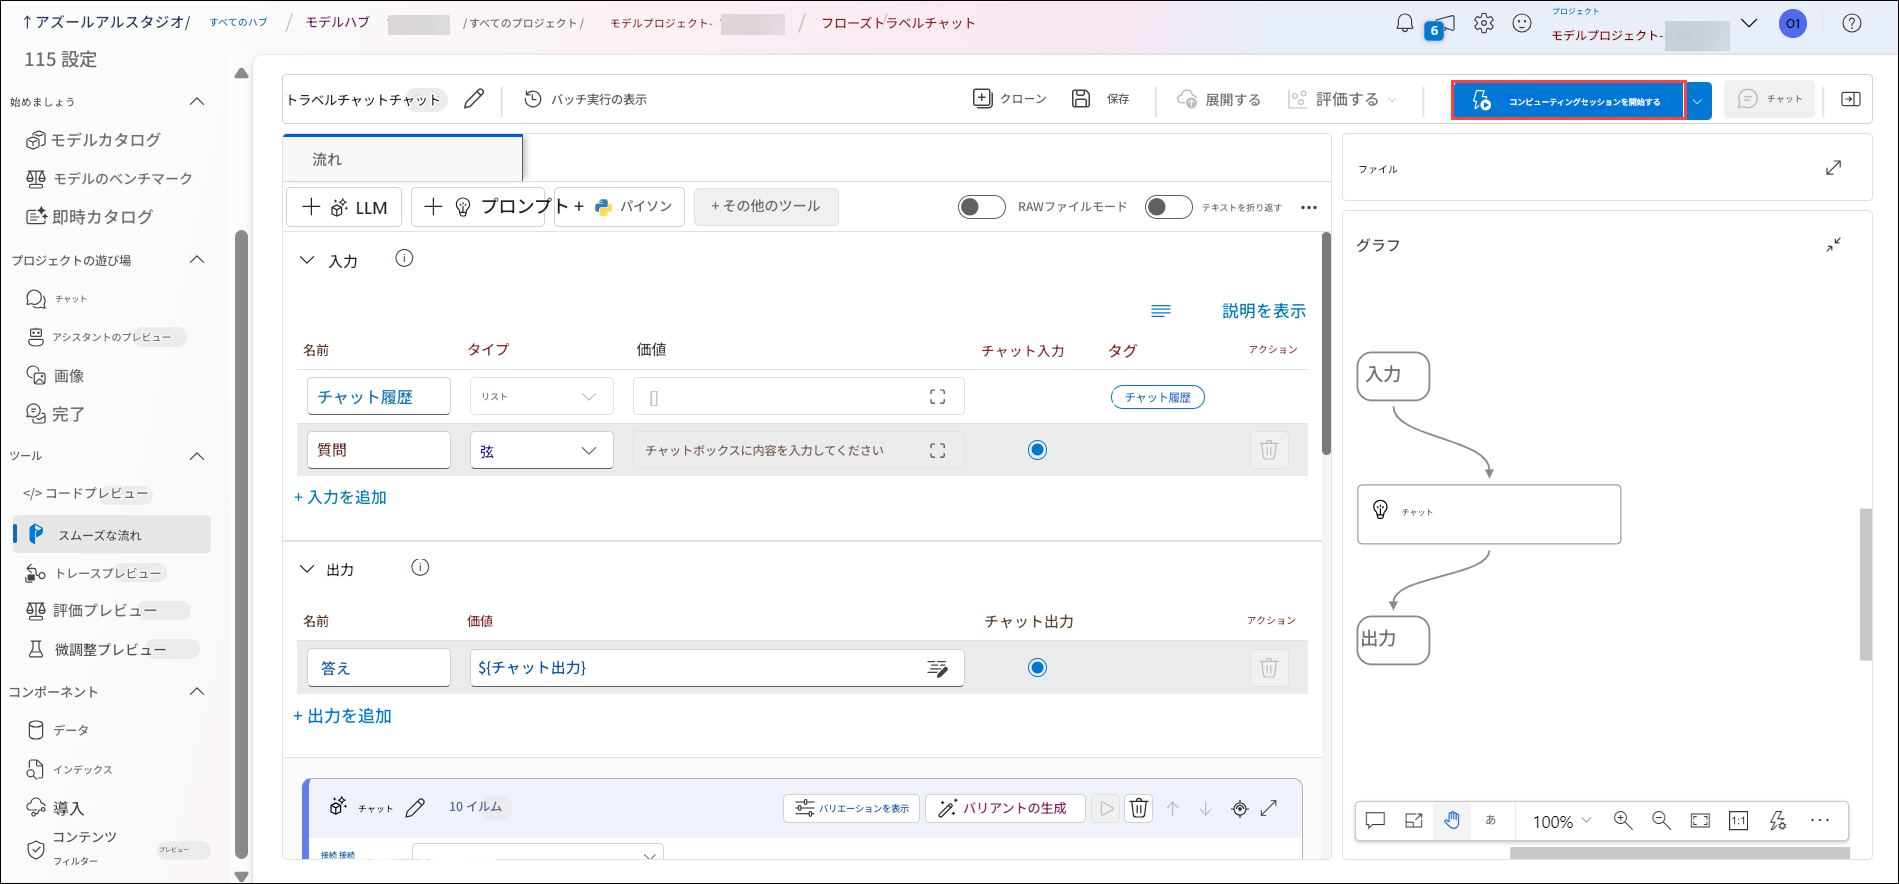 ↑アズールアルスタジオ/ すべてのハブ / モデルハブ /すべてのプロジェクト/ モデルプロジェクト- / フローズトラベルチャット
6
プロジェクト
モデルプロジェクト-
O1
115 設定
始めましょう
モデルカタログ
モデルのベンチマーク
即時カタログ
プロジェクトの遊び場
チャット
アシスタントのプレビュー
画像
完了
ツール
</> コードプレビュー
スムーズな流れ
トレースプレビュー
評価プレビュー
微調整プレビュー
コンポーネント
データ
インデックス
導入
コンテンツ
フィルター
プレビュー
トラベルチャットチャット
バッチ実行の表示
クローン
保存
展開する
評価する
コンピューティングセッションを開始する
チャット
流れ
+ LLM
+ プロンプト
+ パイソン
+ その他のツール
RAWファイルモード
テキストを折り返す
入力
説明を表示
名前 タイプ 価値 チャット入力 タグ アクション
チャット履歴 リスト [] チャット履歴
質問 弦 チャットボックスに内容を入力してください
+ 入力を追加
出力
名前 価値 チャット出力 アクション
答え ${チャット出力}
+ 出力を追加
チャット 10 イルム
バリエーションを表示
バリアントの生成
接続 接続
ファイル
グラフ
入力
チャット
出力
あ
100%
1:1